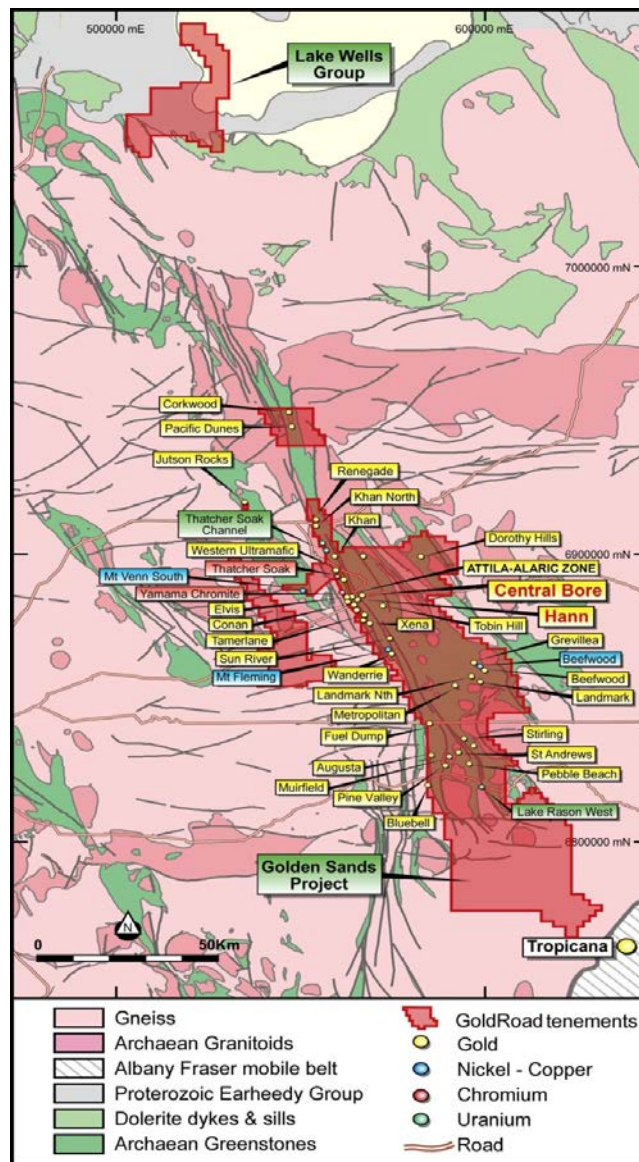 500000 mE
600000 mE
Lake Wells
Group
7000000 mN
Corkwood
Pacific Dunes
Jutson Rocks
Renegade
Khan North
Thatcher Soak
Channel
Khan
Dorothy Hills
6900000 mN
Western Ultramafic
Thatcher Soak
ATTILA-ALARIC ZONE
Mt Venn South
Yamama Chromite
Central Bore
Elvis
Hann
Conan
Xena
Tobin Hill
Tamerlane
Grevillea
Sun River
Beefwood
Mt Fleming
Wanderrie
Beefwood
Landmark Nth
Landmark
Metropolitan
Fuel Dump
Stirling
St Andrews
Augusta
Pebble Beach
Muirfield
Pine Valley
Lake Rason West
Bluebell
6800000 mN
Golden Sands
Project
N
0
50Km
Tropicana
Gneiss
GoldRoad tenements
Archaean Granitoids
Gold
Albany Fraser mobile belt
Nickel - Copper
Proterozoic Earheedy Group
Chromium
Dolerite dykes & sills
Uranium
Archaean Greenstones
Road